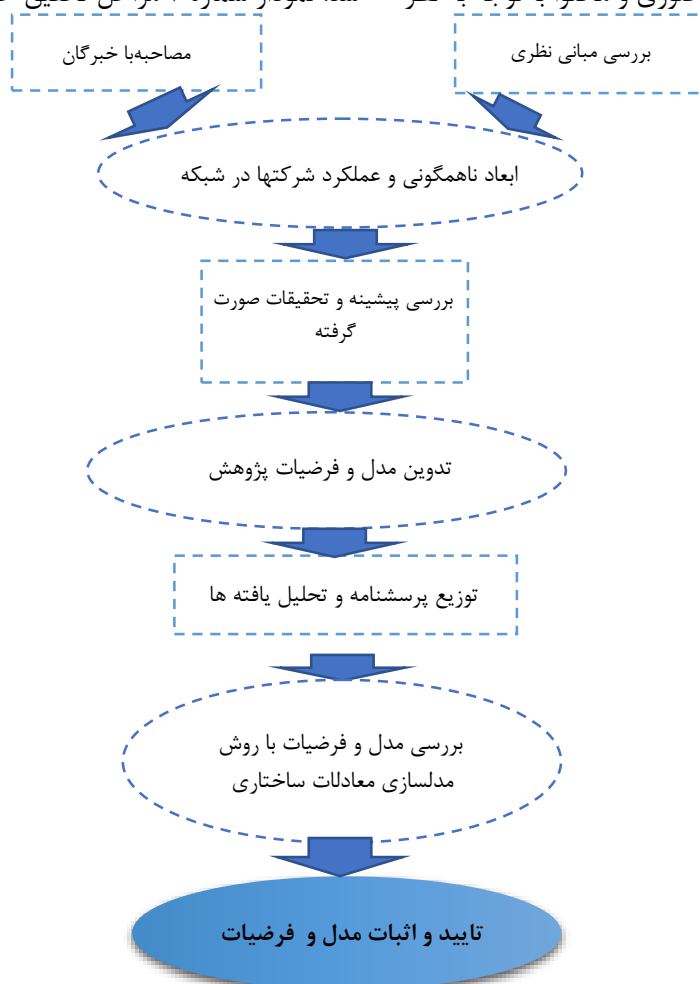 بررسی مبانی نظری
مصاحبه‌با خبرگان
ابعاد ناهمگونی و عملکرد شرکتها در شبکه
بررسی پیشینه و تحقیقات صورت
گرفته
تدوین مدل و فرضیات پژوهش
توزیع پرسشنامه و تحلیل یافته ها
بررسی مدل و فرضیات با روش
مدلسازی معادلات ساختاری
تایید و اثبات مدل و فرضیات